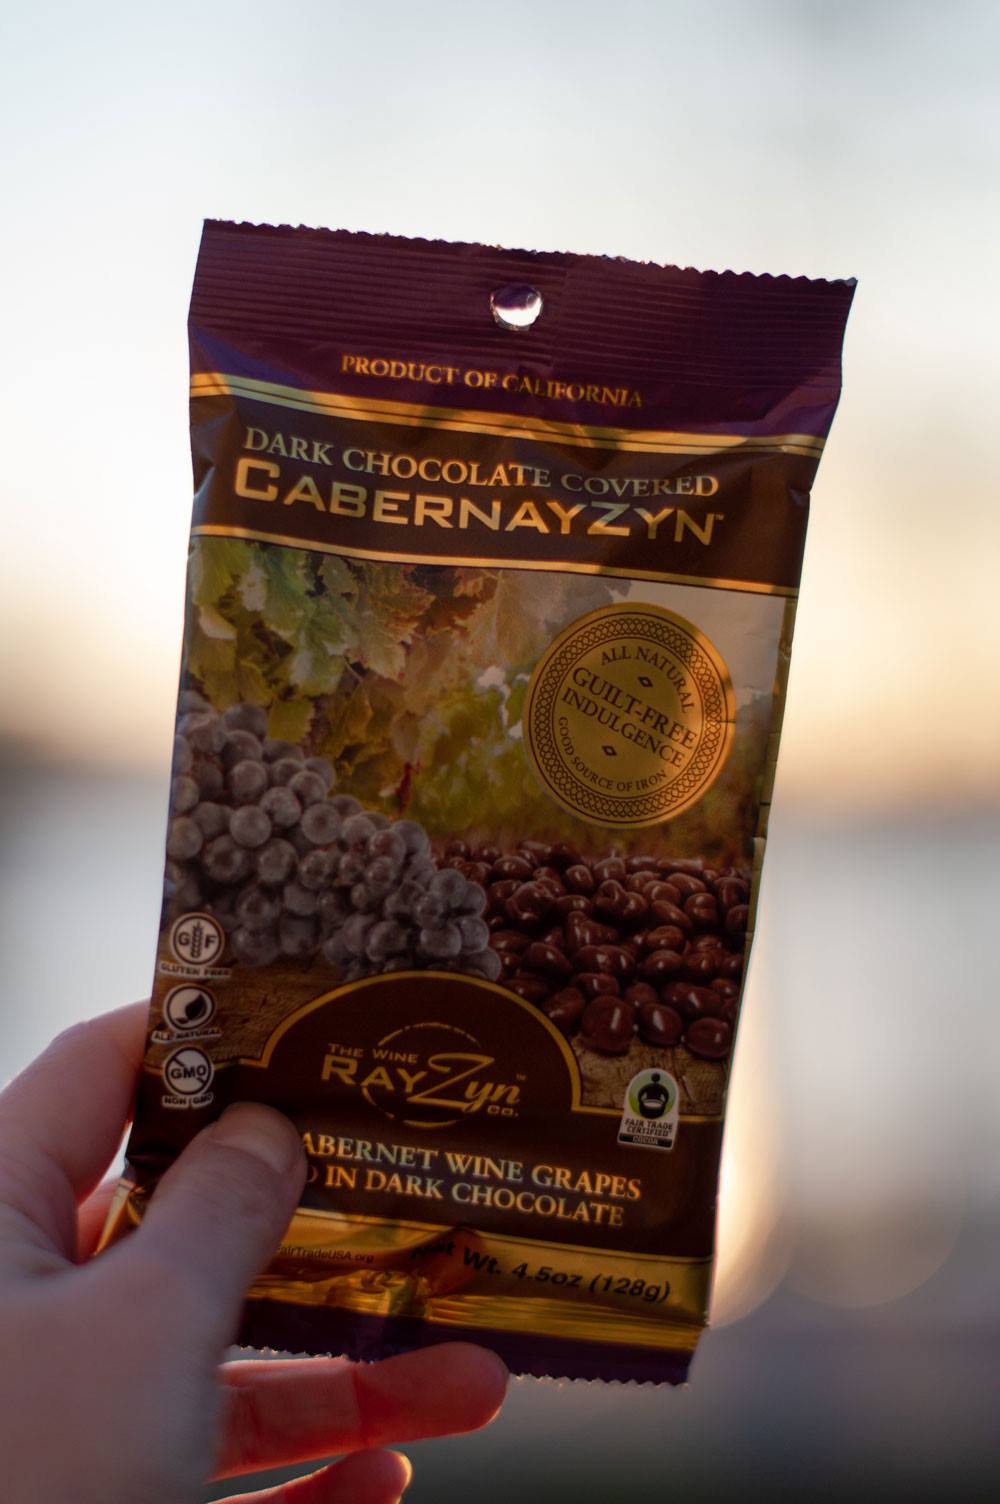 PRODUCT OF CALIFORNIA
DARK CHOCOLATE COVERED
CABERNAYZYN™
ALL NATURAL
GUILT-FREE
INDULGENCE
GOOD SOURCE OF IRON
GF
GLUTEN FREE
ALL NATURAL
GMO
NON GMO
THE WINE
RAYZyn™
CO.
FAIR TRADE
CERTIFIED
COCOA
ABERNET WINE GRAPES
D IN DARK CHOCOLATE
FairTradeUSA.org
Net Wt. 4.5oz (128g)